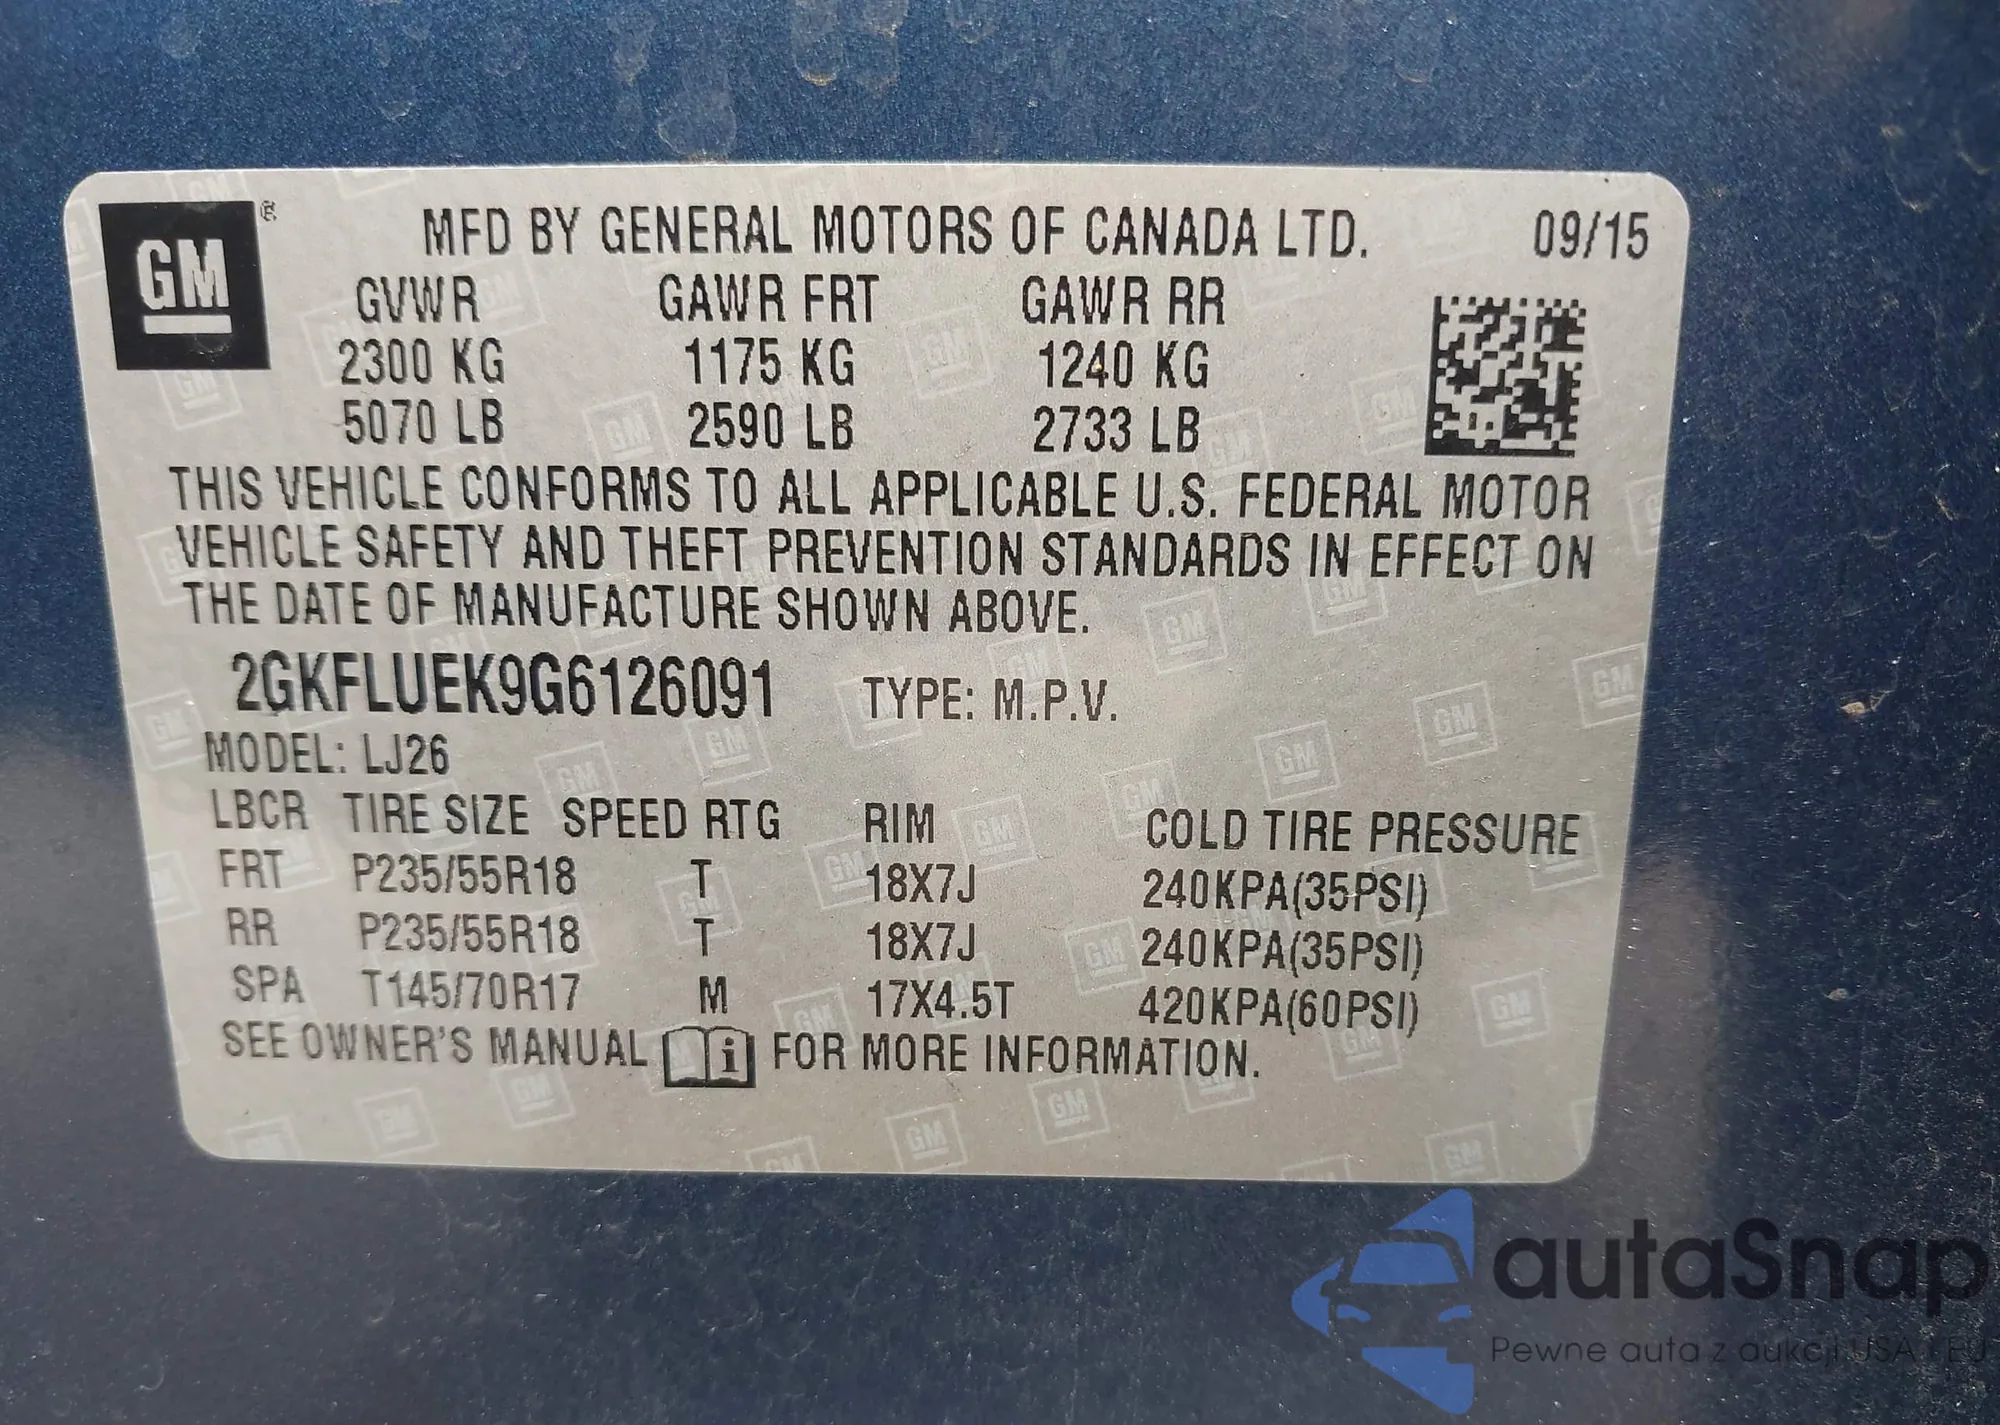 GM ®
MFD BY GENERAL MOTORS OF CANADA LTD. 09/15
GVWR GAWR FRT GAWR RR
2300 KG 1175 KG 1240 KG
5070 LB 2590 LB 2733 LB
THIS VEHICLE CONFORMS TO ALL APPLICABLE U.S. FEDERAL MOTOR
VEHICLE SAFETY AND THEFT PREVENTION STANDARDS IN EFFECT ON
THE DATE OF MANUFACTURE SHOWN ABOVE.
2GKFLUEK9G6126091 TYPE: M.P.V.
MODEL: LJ26
LBCR TIRE SIZE SPEED RTG RIM COLD TIRE PRESSURE
FRT P235/55R18 T 18X7J 240KPA(35PSI)
RR P235/55R18 T 18X7J 240KPA(35PSI)
SPA T145/70R17 M 17X4.5T 420KPA(60PSI)
SEE OWNER'S MANUAL i FOR MORE INFORMATION.
autaSnap
Pewne auta z aukcji USA i EU